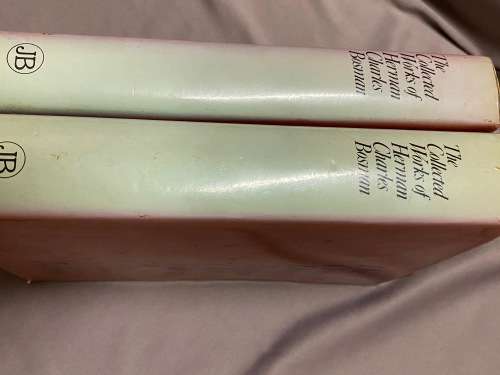 The
Collected
Works of
Herman
Charles
Bosman
JB
The
Collected
Works of
Herman
Charles
Bosman
JB